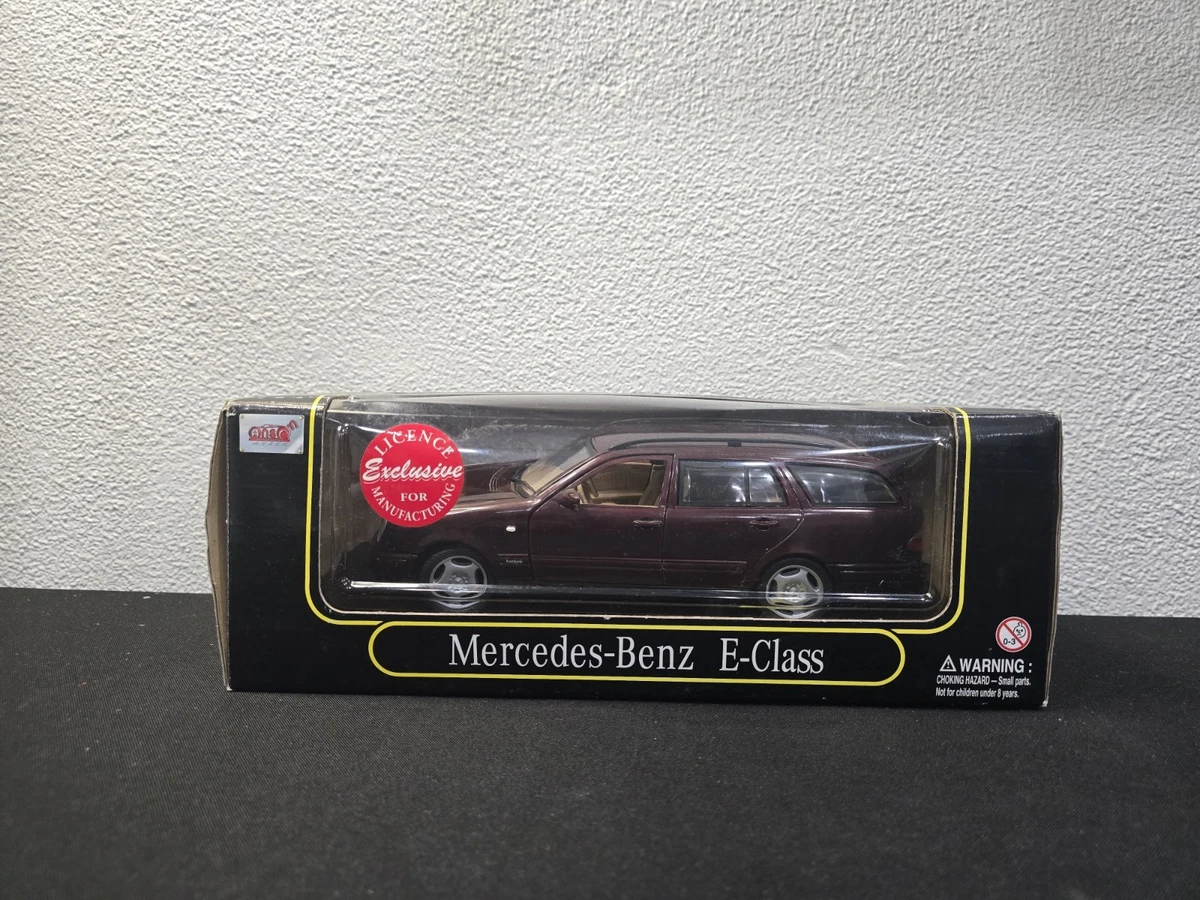 Anson
LICENCE
Exclusive
FOR
MANUFACTURING
Mercedes-Benz E-Class
0-3
WARNING :
CHOKING HAZARD — Small parts.
Not for children under 8 years.